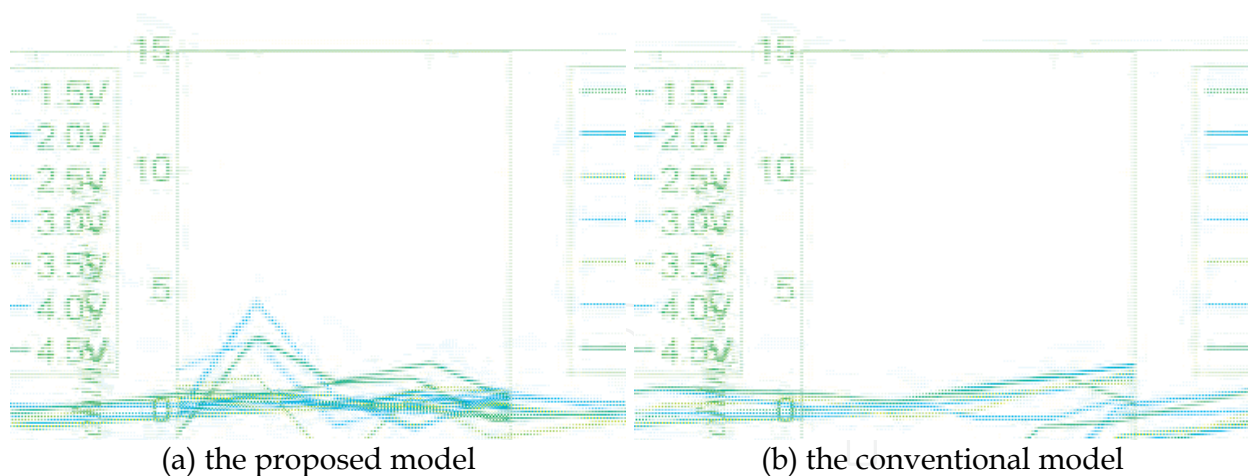 15
1.5V
2.0V
10
2.5V
3.0V
3.5V
5
4.0V
4.5V
0
(a) the proposed model
15
1.5V
2.0V
10
2.5V
3.0V
3.5V
5
4.0V
4.5V
0
(b) the conventional model